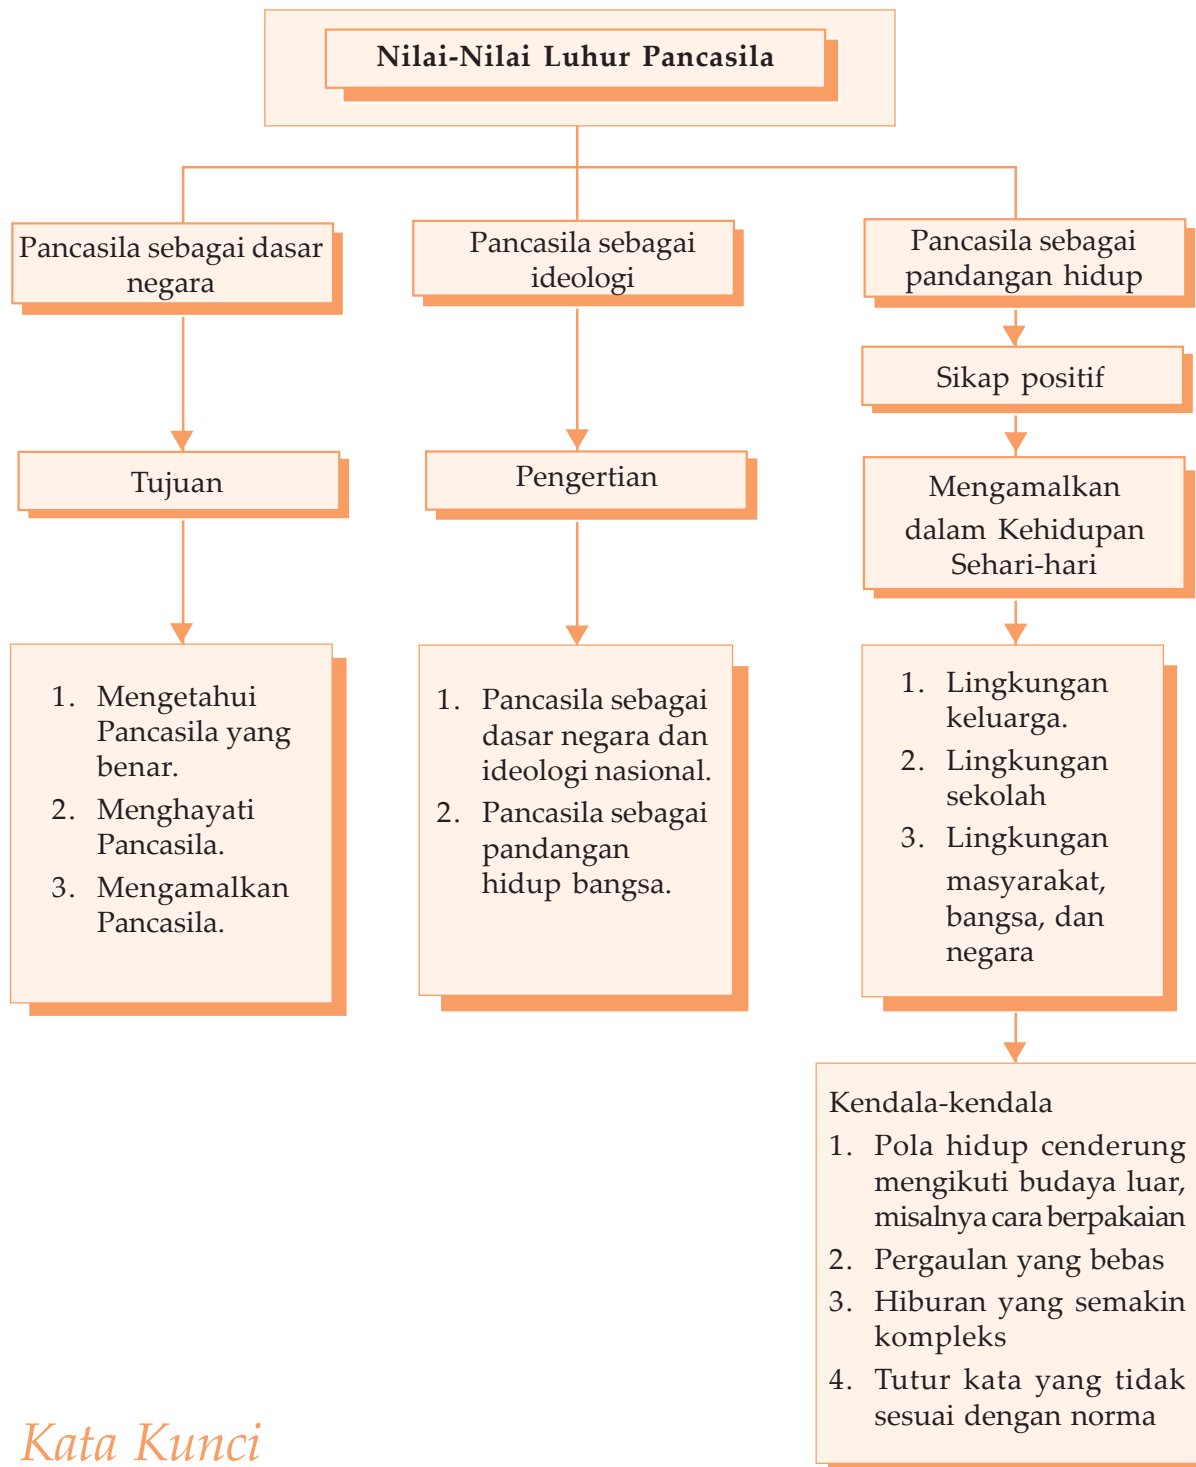 Nilai-Nilai Luhur Pancasila
Pancasila sebagai dasar
negara
Pancasila sebagai
ideologi
Pancasila sebagai
pandangan hidup
Sikap positif
Tujuan
Pengertian
Mengamalkan
dalam Kehidupan
Sehari-hari
1. Mengetahui
Pancasila yang
benar.
2. Menghayati
Pancasila.
3. Mengamalkan
Pancasila.
1. Pancasila sebagai
dasar negara dan
ideologi nasional.
2. Pancasila sebagai
pandangan
hidup bangsa.
1. Lingkungan
keluarga.
2. Lingkungan
sekolah
3. Lingkungan
masyarakat,
bangsa, dan
negara
Kendala-kendala
1. Pola hidup cenderung
mengikuti budaya luar,
misalnya cara berpakaian
2. Pergaulan yang bebas
3. Hiburan yang semakin
kompleks
4. Tutur kata yang tidak
sesuai dengan norma
Kata Kunci